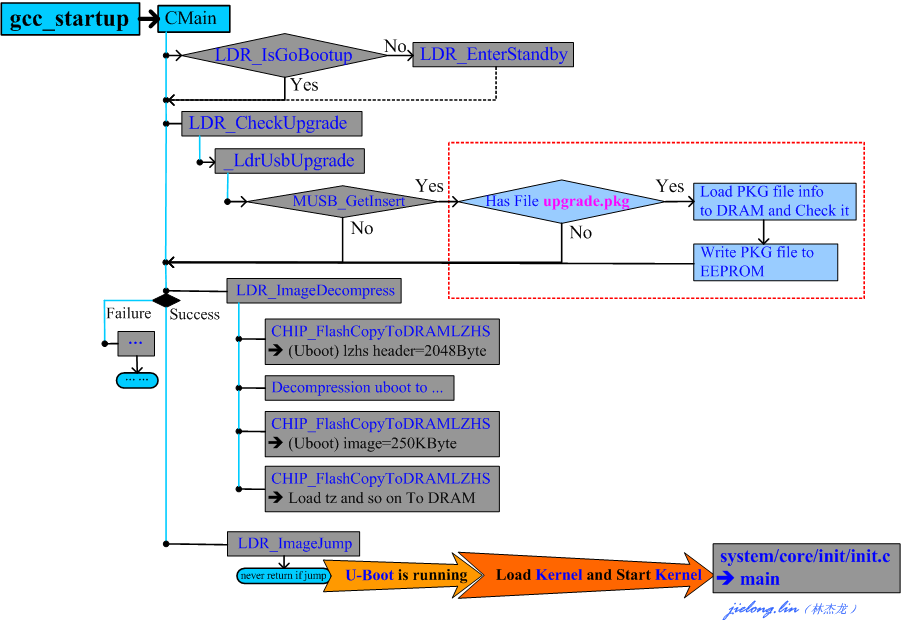 gcc_startup
CMain
LDR_IsGoBootup
No
LDR_EnterStandby
Yes
LDR_CheckUpgrade
_LdrUsbUpgrade
MUSB_GetInsert
Yes
Has File upgrade.pkg
Yes
Load PKG file info
to DRAM and Check it
No
No
Write PKG file to
EEPROM
LDR_ImageDecompress
Failure
Success
...
... ...
CHIP_FlashCopyToDRAMLZHS
➔ (Uboot) lzhs header=2048Byte
Decompression uboot to ...
CHIP_FlashCopyToDRAMLZHS
➔ (Uboot) image=250KByte
CHIP_FlashCopyToDRAMLZHS
➔ Load tz and so on To DRAM
LDR_ImageJump
never return if jump
U-Boot is running
Load Kernel and Start Kernel
system/core/init/init.c
➔ main
jielong.lin (林杰龙)